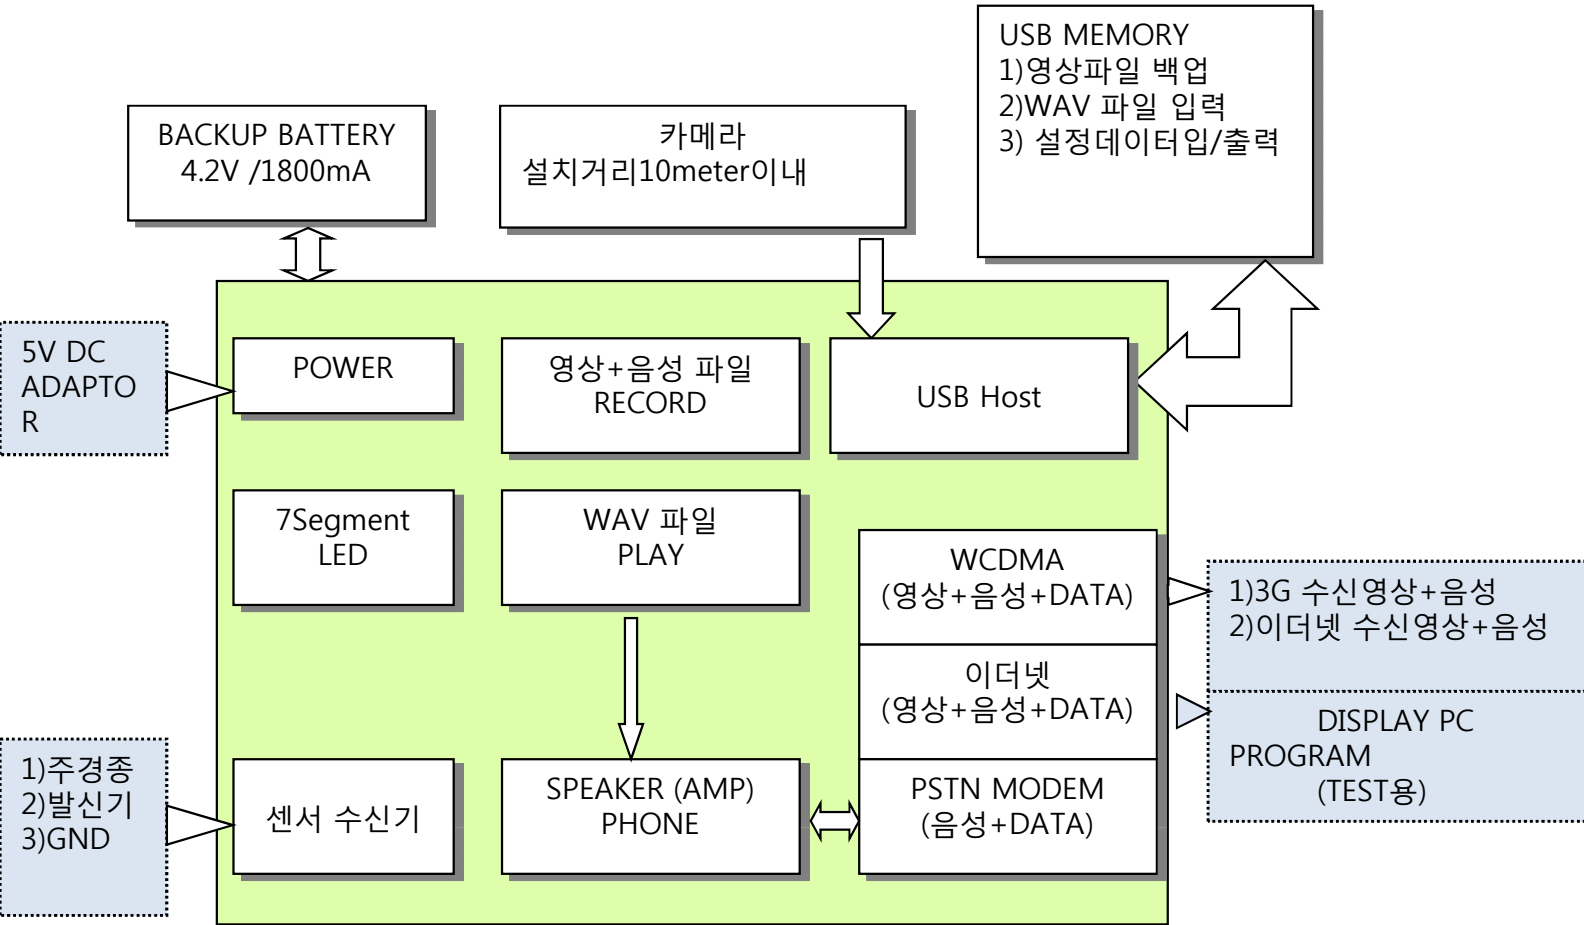 USB MEMORY
1)영상파일 백업
2)WAV 파일 입력
3) 설정데이터입/출력
BACKUP BATTERY
4.2V /1800mA
카메라
설치거리10meter이내
5V DC
ADAPTO
R
POWER
영상+음성 파일
RECORD
USB Host
7Segment
LED
WAV 파일
PLAY
WCDMA
(영상+음성+DATA)
1)3G 수신영상+음성
2)이더넷 수신영상+음성
이더넷
(영상+음성+DATA)
DISPLAY PC
PROGRAM
(TEST용)
1)주경종
2)발신기
3)GND
센서 수신기
SPEAKER (AMP)
PHONE
PSTN MODEM
(음성+DATA)